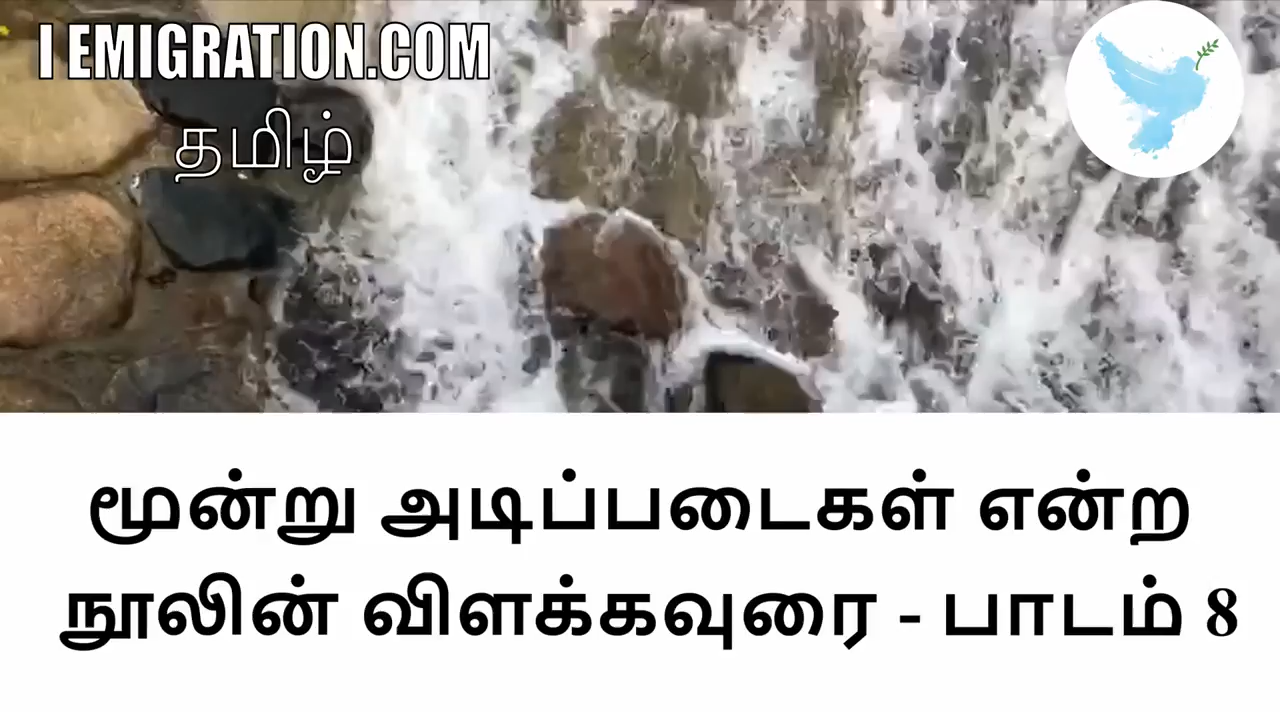 I EMIGRATION.COM
தமிழ்
மூன்று அடிப்படைகள் என்ற
நூலின் விளக்கவுரை - பாடம் 8